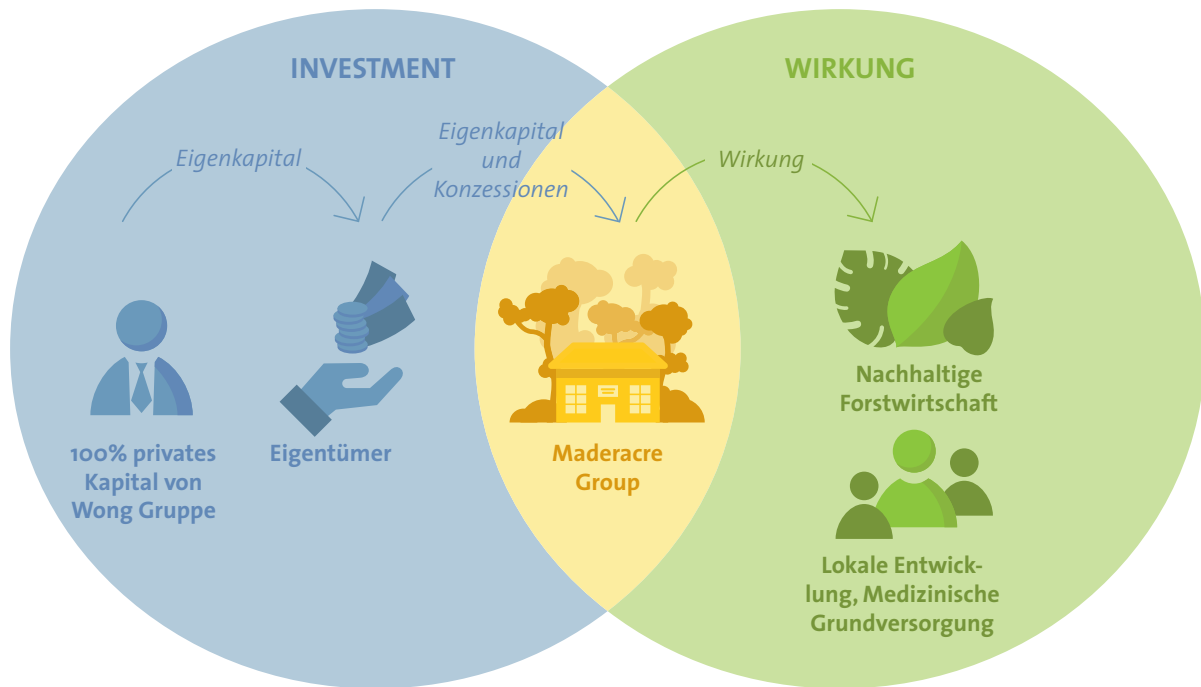 INVESTMENT
WIRKUNG
Eigenkapital
Eigenkapital
und
Konzessionen
Wirkung
100% privates
Kapital von
Wong Gruppe
Eigentümer
Maderacre
Group
Nachhaltige
Forstwirtschaft
Lokale Entwick-
lung, Medizinische
Grundversorgung